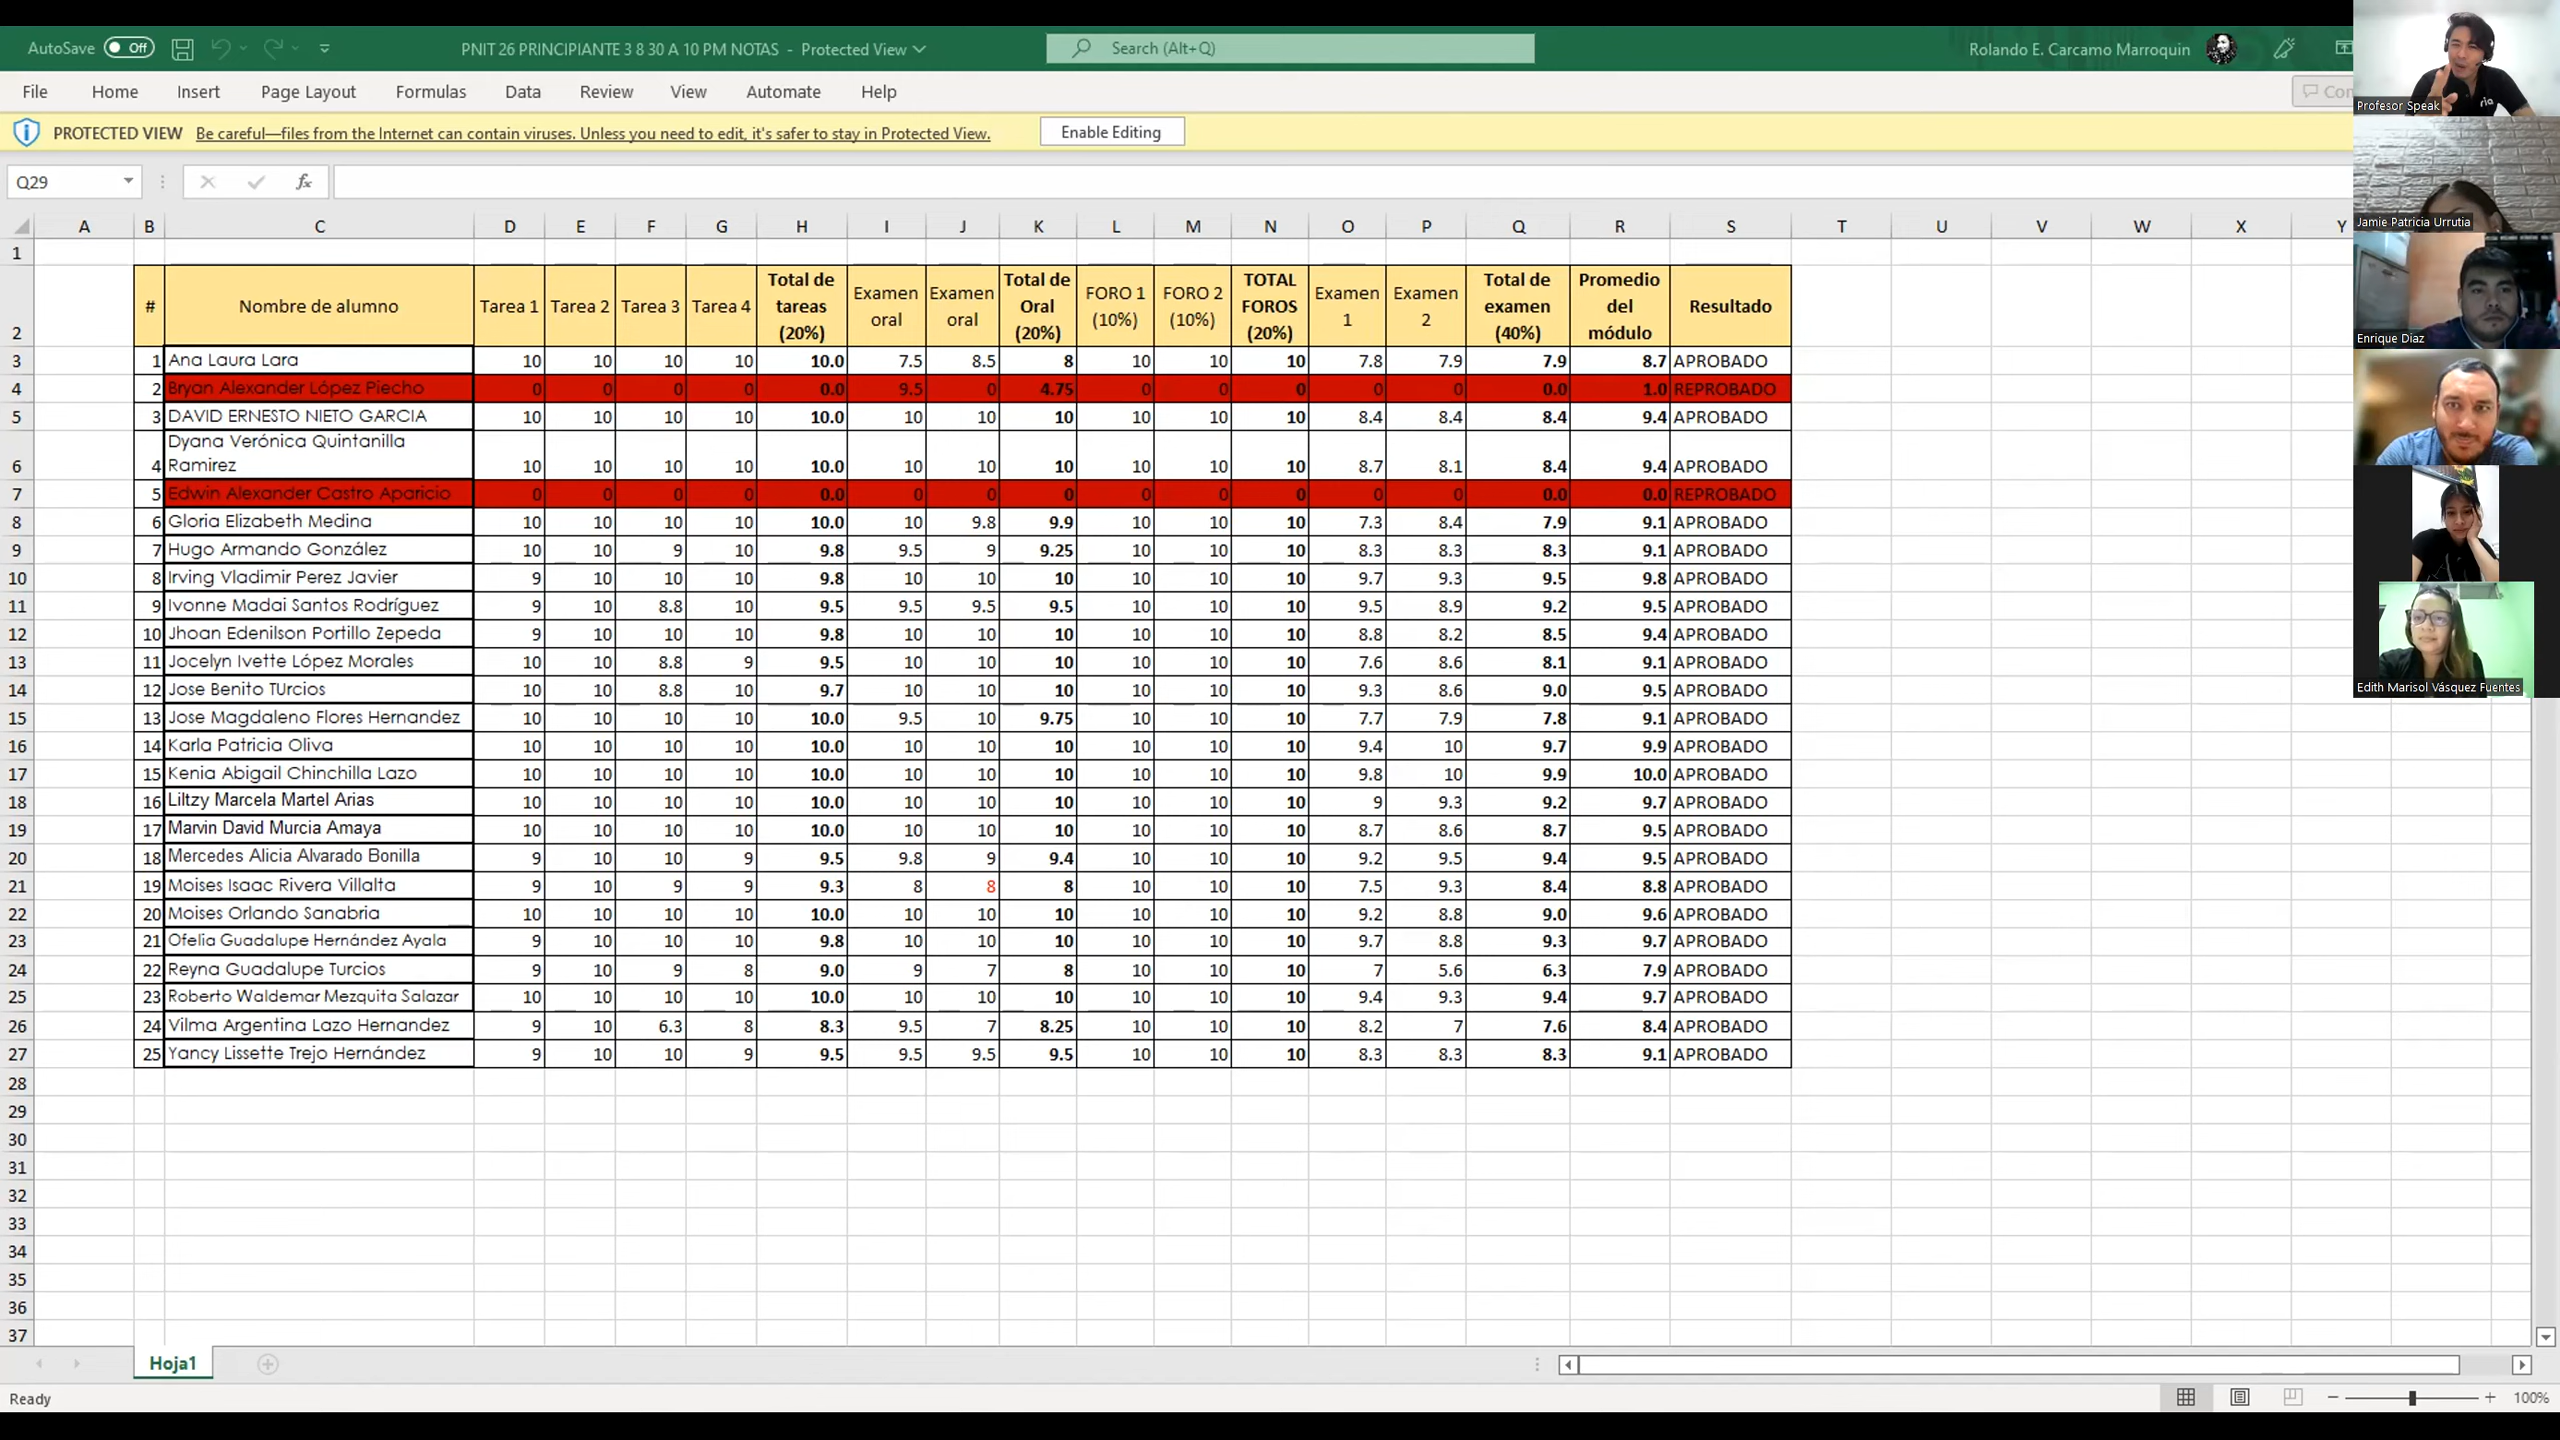 AutoSave Off PNIT 26 PRINCIPIANTE 3 8 30 A 10 PM NOTAS - Protected View Search (Alt+Q) Rolando E. Carcamo Marroquin
File Home Insert Page Layout Formulas Data Review View Automate Help
PROTECTED VIEW Be careful—files from the Internet can contain viruses. Unless you need to edit, it's safer to stay in Protected View. Enable Editing
Q29 fx
A B C D E F G H I J K L M N O P Q R S T U V W X Y
1
2 # Nombre de alumno Tarea 1 Tarea 2 Tarea 3 Tarea 4 Total de tareas (20%) Examen oral Examen oral Total de Oral (20%) FORO 1 (10%) FORO 2 (10%) TOTAL FOROS (20%) Examen 1 Examen 2 Total de examen (40%) Promedio del módulo Resultado
3 1 Ana Laura Lara 10 10 10 10 10.0 7.5 8.5 8 10 10 10 7.8 7.9 7.9 8.7 APROBADO
4 2 Bryan Alexander López Piecho 0 0 0 0 0.0 9.5 0 4.75 0 0 0 0 0 0.0 1.0 REPROBADO
5 3 DAVID ERNESTO NIETO GARCIA 10 10 10 10 10.0 10 10 10 10 10 10 8.4 8.4 8.4 9.4 APROBADO
6 4 Dyana Verónica Quintanilla Ramirez 10 10 10 10 10.0 10 10 10 10 10 10 8.7 8.1 8.4 9.4 APROBADO
7 5 Edwin Alexander Castro Aparicio 0 0 0 0 0.0 0 0 0 0 0 0 0 0 0.0 0.0 REPROBADO
8 6 Gloria Elizabeth Medina 10 10 10 10 10.0 10 9.8 9.9 10 10 10 7.3 8.4 7.9 9.1 APROBADO
9 7 Hugo Armando González 10 10 9 10 9.8 9.5 9 9.25 10 10 10 8.3 8.3 8.3 9.1 APROBADO
10 8 Irving Vladimir Perez Javier 9 10 10 10 9.8 10 10 10 10 10 10 9.7 9.3 9.5 9.8 APROBADO
11 9 Ivonne Madai Santos Rodríguez 9 10 8.8 10 9.5 9.5 9.5 9.5 10 10 10 9.5 8.9 9.2 9.5 APROBADO
12 10 Jhoan Edenilson Portillo Zepeda 9 10 10 10 9.8 10 10 10 10 10 10 8.8 8.2 8.5 9.4 APROBADO
13 11 Jocelyn Ivette López Morales 10 10 8.8 9 9.5 10 10 10 10 10 10 7.6 8.6 8.1 9.1 APROBADO
14 12 Jose Benito TUrcios 10 10 8.8 10 9.7 10 10 10 10 10 10 9.3 8.6 9.0 9.5 APROBADO
15 13 Jose Magdaleno Flores Hernandez 10 10 10 10 10.0 9.5 10 9.75 10 10 10 7.7 7.9 7.8 9.1 APROBADO
16 14 Karla Patricia Oliva 10 10 10 10 10.0 10 10 10 10 10 10 9.4 10 9.7 9.9 APROBADO
17 15 Kenia Abigail Chinchilla Lazo 10 10 10 10 10.0 10 10 10 10 10 10 9.8 10 9.9 10.0 APROBADO
18 16 Liltzy Marcela Martel Arias 10 10 10 10 10.0 10 10 10 10 10 10 9 9.3 9.2 9.7 APROBADO
19 17 Marvin David Murcia Amaya 10 10 10 10 10.0 10 10 10 10 10 10 8.7 8.6 8.7 9.5 APROBADO
20 18 Mercedes Alicia Alvarado Bonilla 9 10 10 9 9.5 9.8 9 9.4 10 10 10 9.2 9.5 9.4 9.5 APROBADO
21 19 Moises Isaac Rivera Villalta 9 10 9 9 9.3 8 8 8 10 10 10 7.5 9.3 8.4 8.8 APROBADO
22 20 Moises Orlando Sanabria 10 10 10 10 10.0 10 10 10 10 10 10 9.2 8.8 9.0 9.6 APROBADO
23 21 Ofelia Guadalupe Hernández Ayala 9 10 10 10 9.8 10 10 10 10 10 10 9.7 8.8 9.3 9.7 APROBADO
24 22 Reyna Guadalupe Turcios 9 10 9 8 9.0 9 7 8 10 10 10 7 5.6 6.3 7.9 APROBADO
25 23 Roberto Waldemar Mezquita Salazar 10 10 10 10 10.0 10 10 10 10 10 10 9.4 9.3 9.4 9.7 APROBADO
26 24 Vilma Argentina Lazo Hernandez 9 10 6.3 8 8.3 9.5 7 8.25 10 10 10 8.2 7 7.6 8.4 APROBADO
27 25 Yancy Lissette Trejo Hernández 9 10 10 9 9.5 9.5 9.5 9.5 10 10 10 8.3 8.3 8.3 9.1 APROBADO
28
29
30
31
32
33
34
35
36
37
Hoja1
Ready 100%
Profesor Speak
Jamie Patricia Urrutia
Enrique Diaz
Edith Marisol Vásquez Fuentes